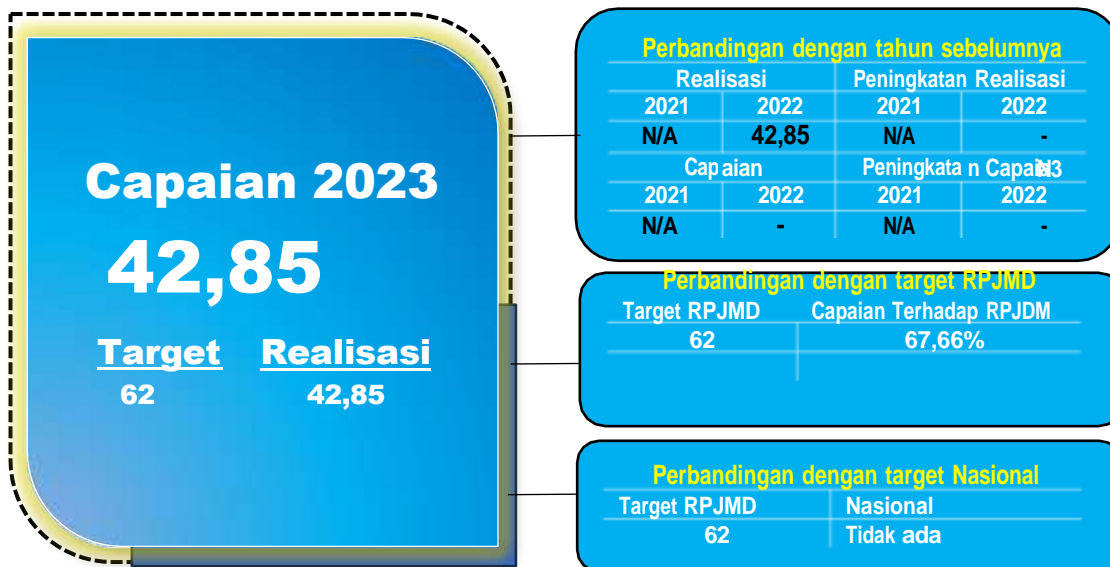 Capaian 2023
42,85
Target Realisasi
62 42,85
Perbandingan dengan tahun sebelumnya
Realisasi Peningkatan Realisasi
2021 2022 2021 2022
N/A 42,85 N/A -
Cap aian Peningkata n Capaia
2021 2022 2021 2022
N/A - N/A -
Perbandingan dengan target RPJMD
Target RPJMD Capaian Terhadap RPJDM
62 67,66%
Perbandingan dengan target Nasional
Target RPJMD Nasional
62 Tidak ada